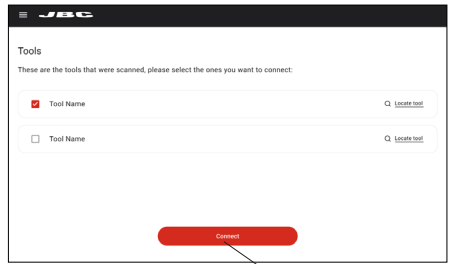 JBC
Tools
These are the tools that were scanned, please select the ones you want to connect:
Tool Name Locate tool
Tool Name Locate tool
Connect